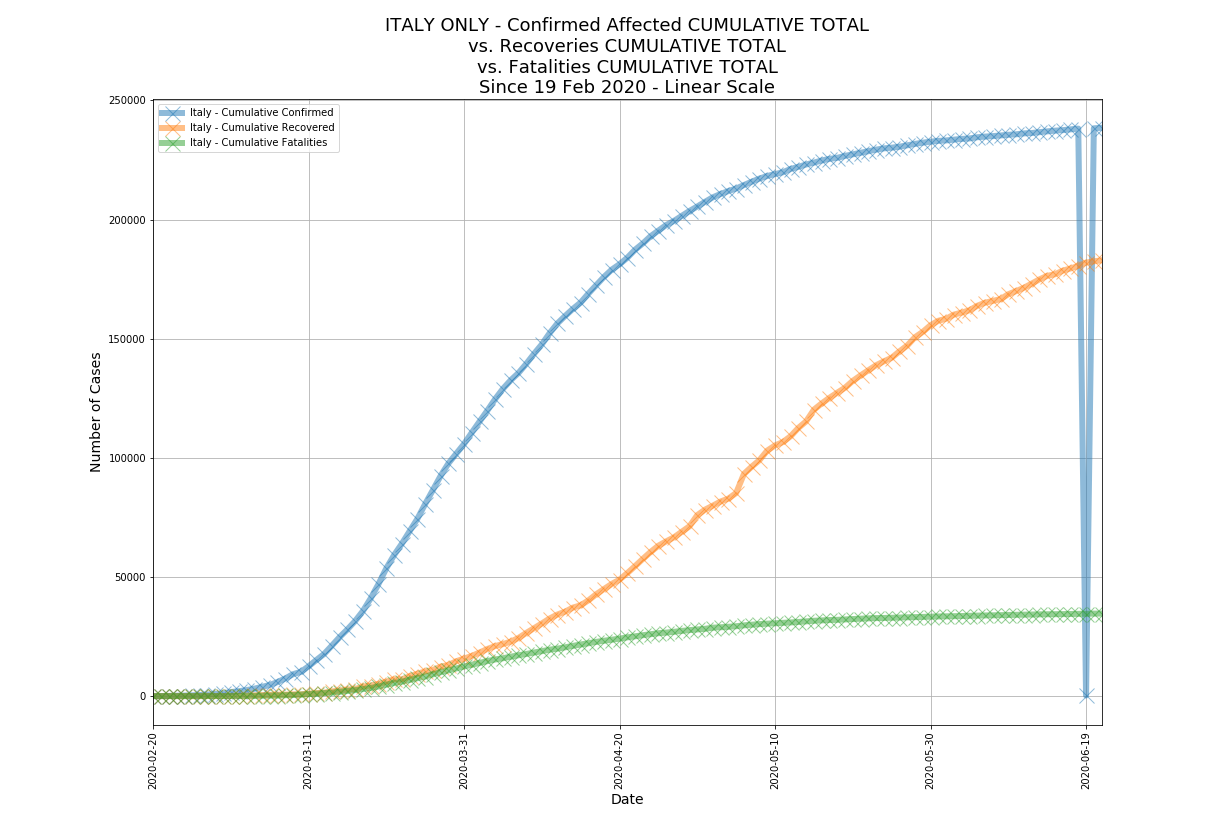 ITALY ONLY - Confirmed Affected CUMULATIVE TOTAL
vs. Recoveries CUMULATIVE TOTAL
vs. Fatalities CUMULATIVE TOTAL
Since 19 Feb 2020 - Linear Scale
Italy - Cumulative Confirmed
Italy - Cumulative Recovered
Italy - Cumulative Fatalities
Number of Cases
250000
200000
150000
100000
50000
0
2020-02-20
2020-03-11
2020-03-31
2020-04-20
2020-05-10
2020-05-30
2020-06-19
Date